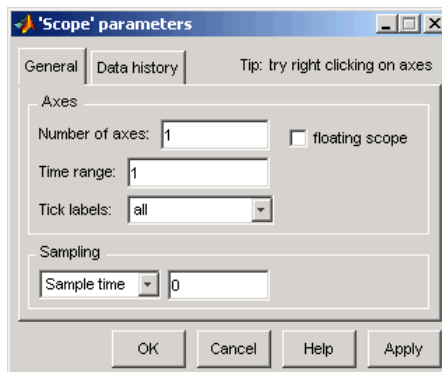 'Scope' parameters
General Data history Tip: try right clicking on axes
Axes
Number of axes: 1 floating scope
Time range: 1
Tick labels: all
Sampling
Sample time 0
OK Cancel Help Apply